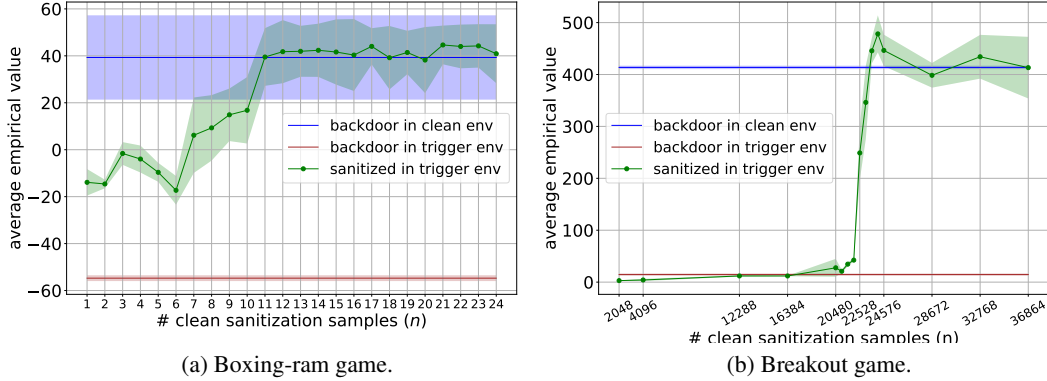 60
40
20
0
−20
−40
−60
average empirical value
backdoor in clean env
backdoor in trigger env
sanitized in trigger env
1 2 3 4 5 6 7 8 9 10 11 12 13 14 15 16 17 18 19 20 21 22 23 24
# clean sanitization samples (n)
(a) Boxing-ram game.
500
400
300
200
100
0
average empirical value
backdoor in clean env
backdoor in trigger env
sanitized in trigger env
2048 4096 12288 16384 20480 22528 24576 28672 32768 36864
# clean sanitization samples (n)
(b) Breakout game.